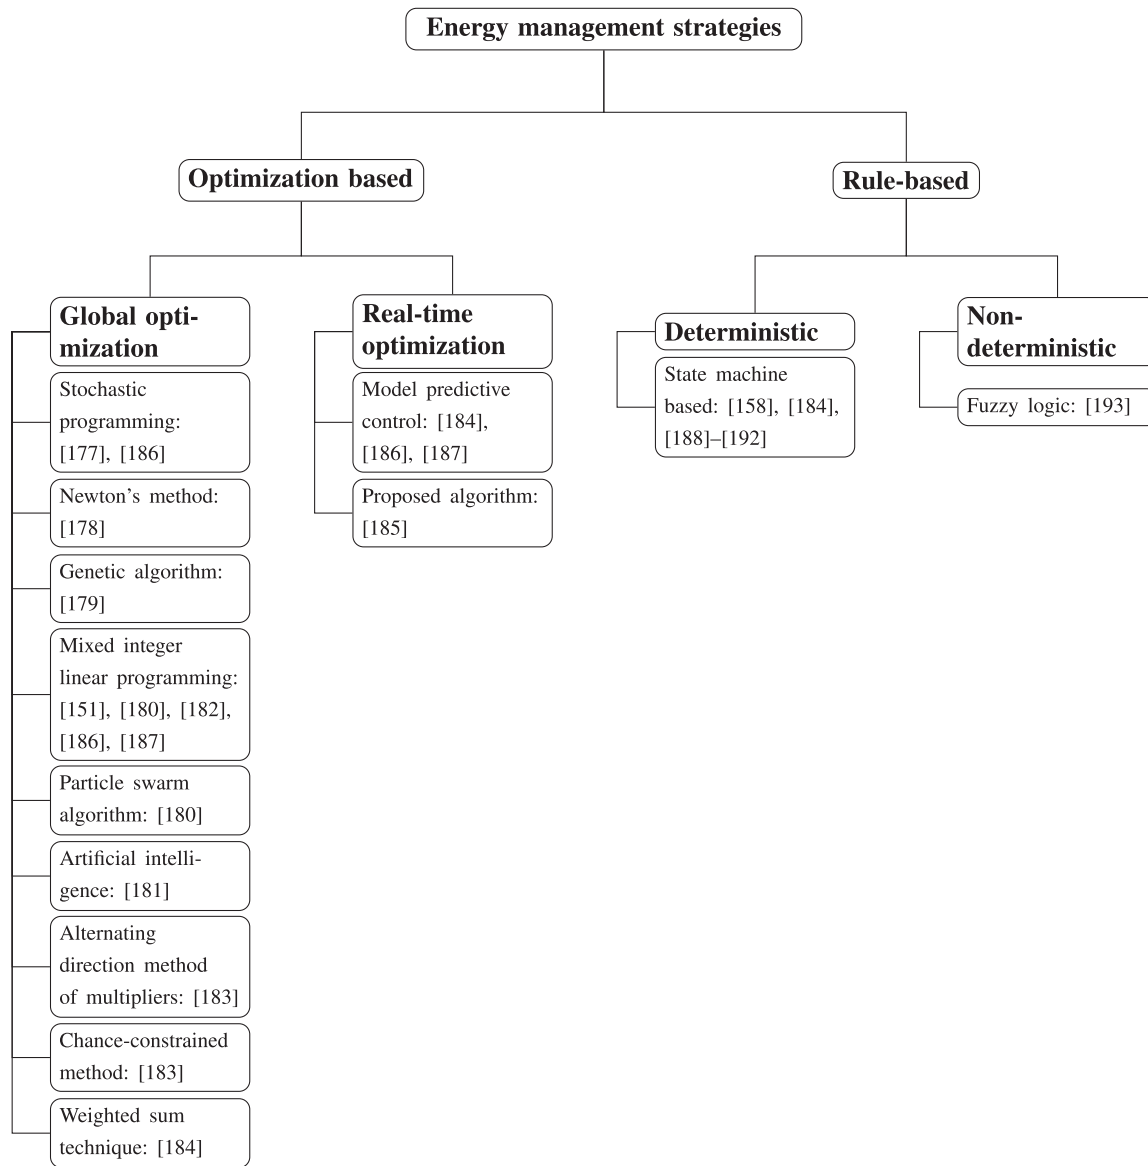 Energy management strategies
Optimization based
Rule-based
Global opti-
mization
Stochastic
programming:
[177], [186]
Newton's method:
[178]
Genetic algorithm:
[179]
Mixed integer
linear programming:
[151], [180], [182],
[186], [187]
Particle swarm
algorithm: [180]
Artificial intelli-
gence: [181]
Alternating
direction method
of multipliers: [183]
Chance-constrained
method: [183]
Weighted sum
technique: [184]
Real-time
optimization
Model predictive
control: [184],
[186], [187]
Proposed algorithm:
[185]
Deterministic
State machine
based: [158], [184],
[188]–[192]
Non-
deterministic
Fuzzy logic: [193]